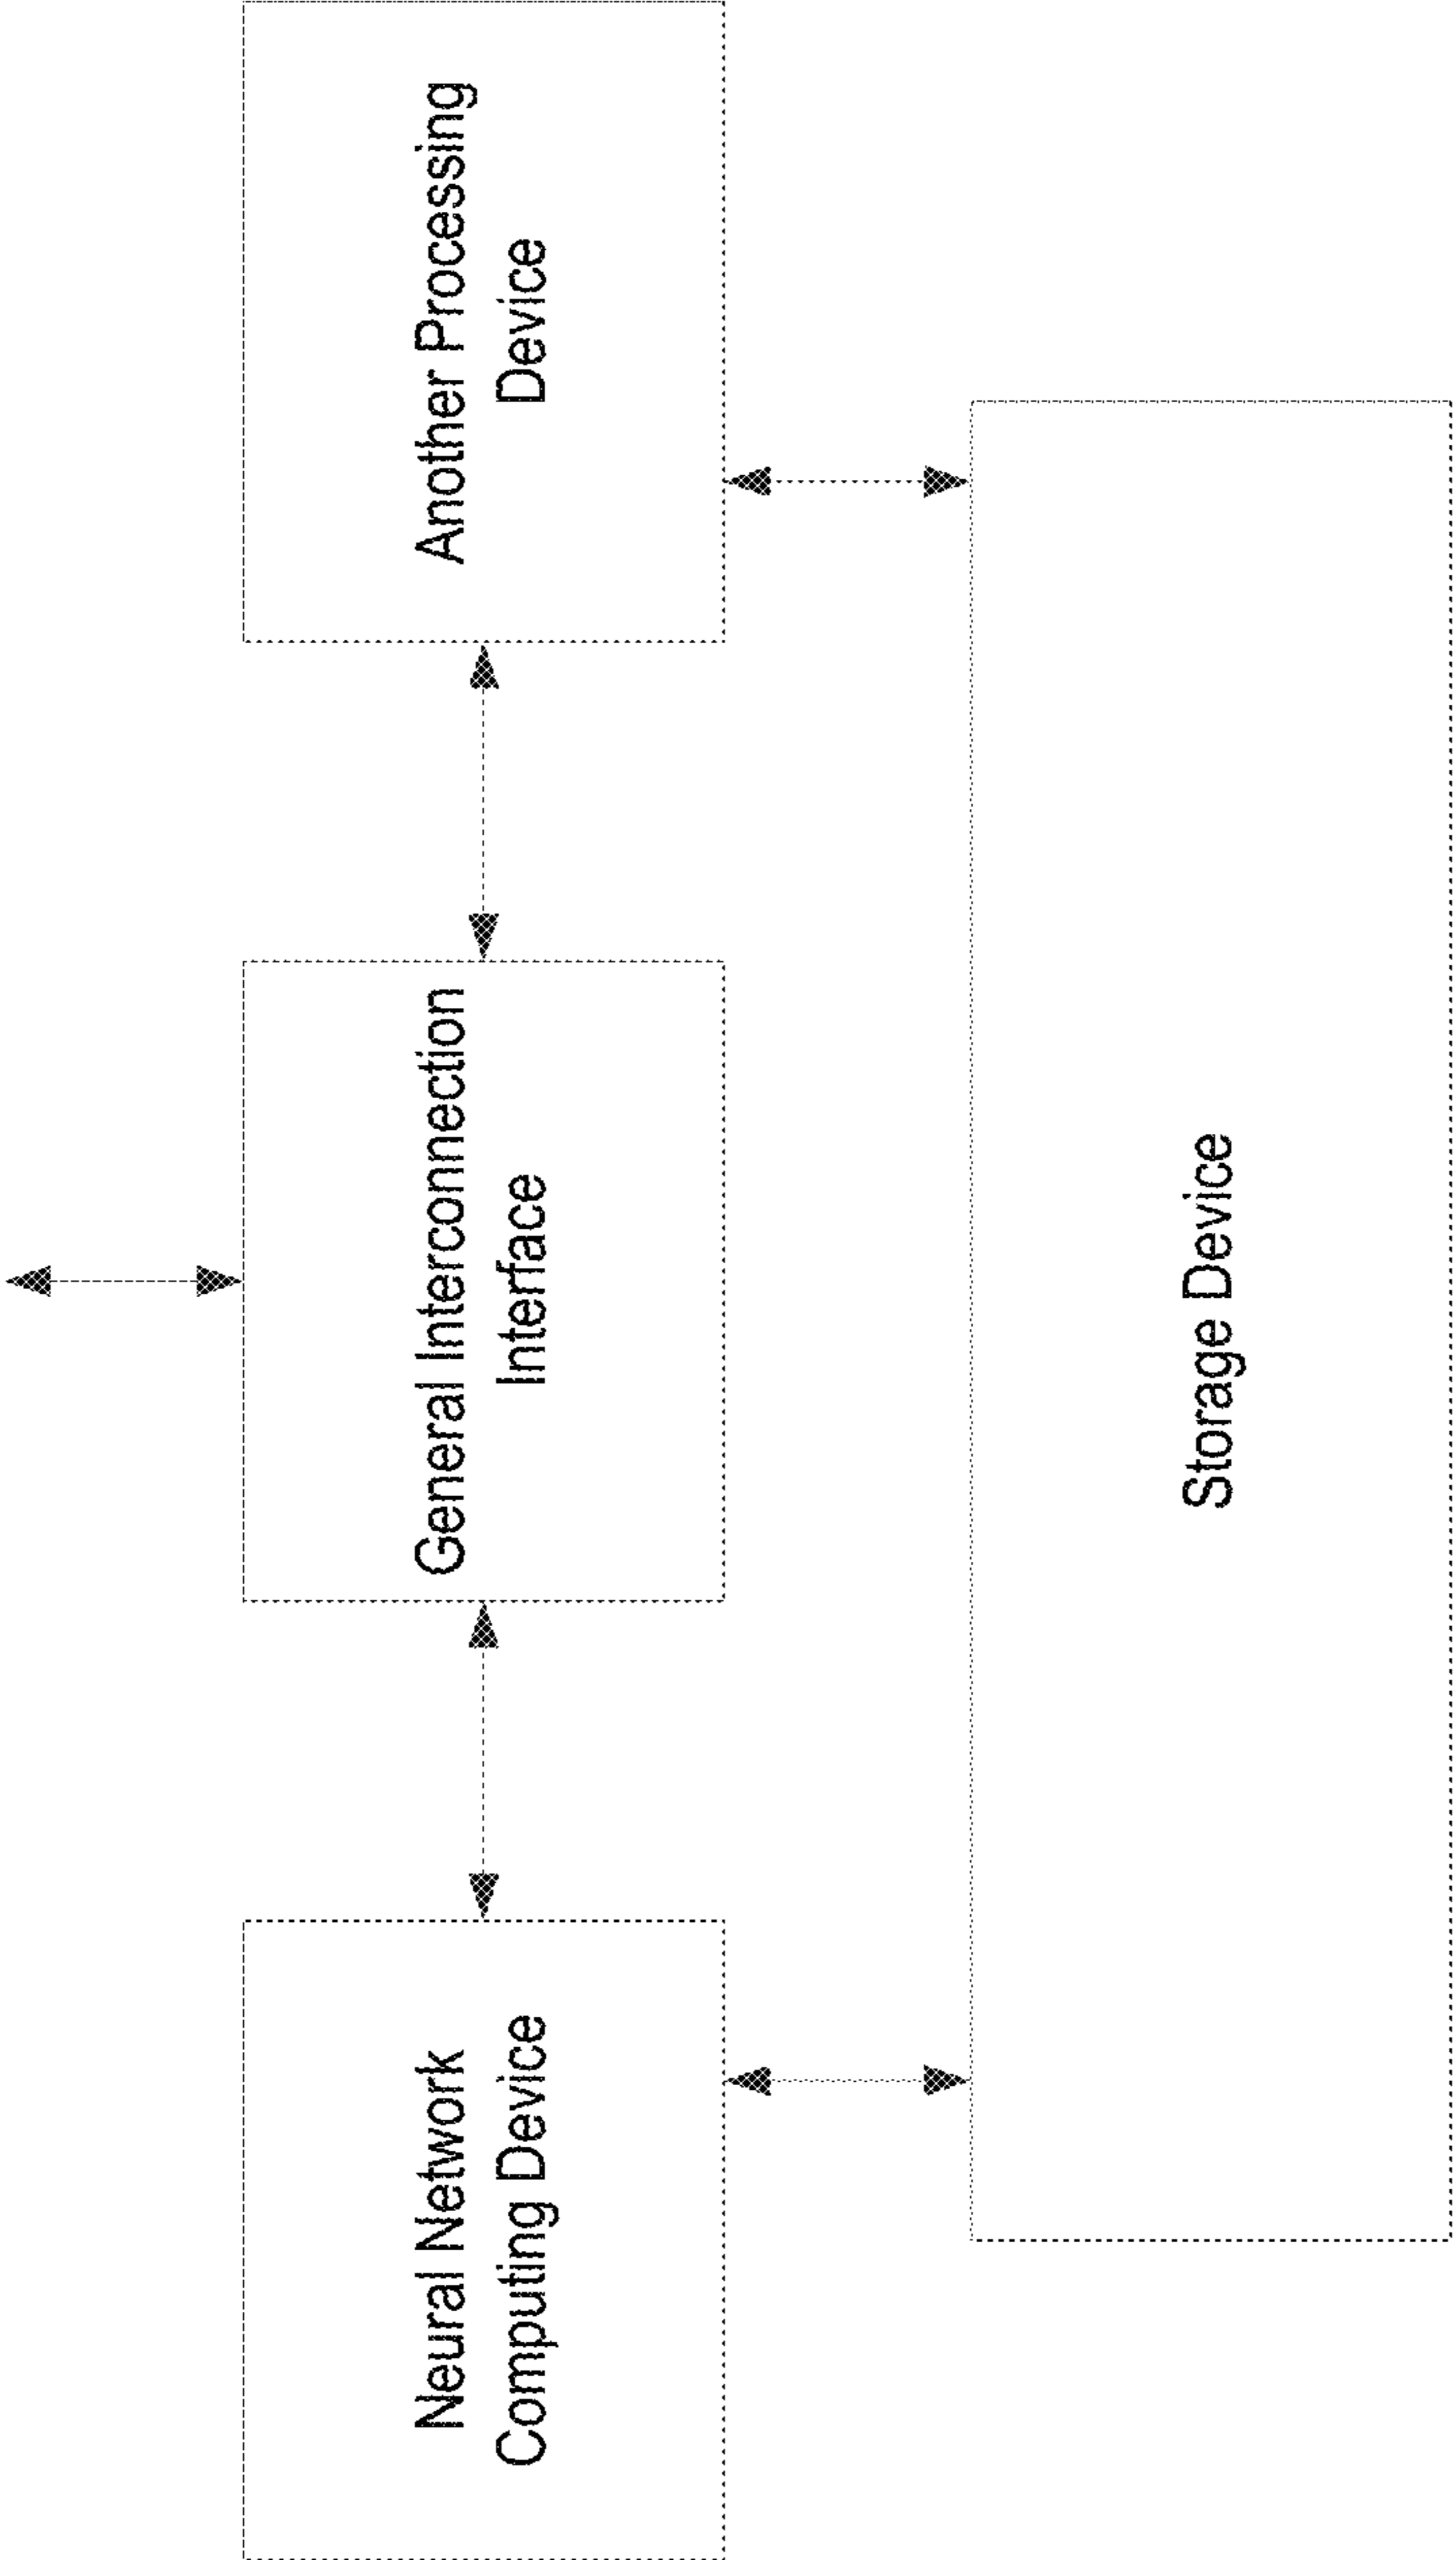 Neural Network
Computing Device
General Interconnection
Interface
Another Processing
Device
Storage Device